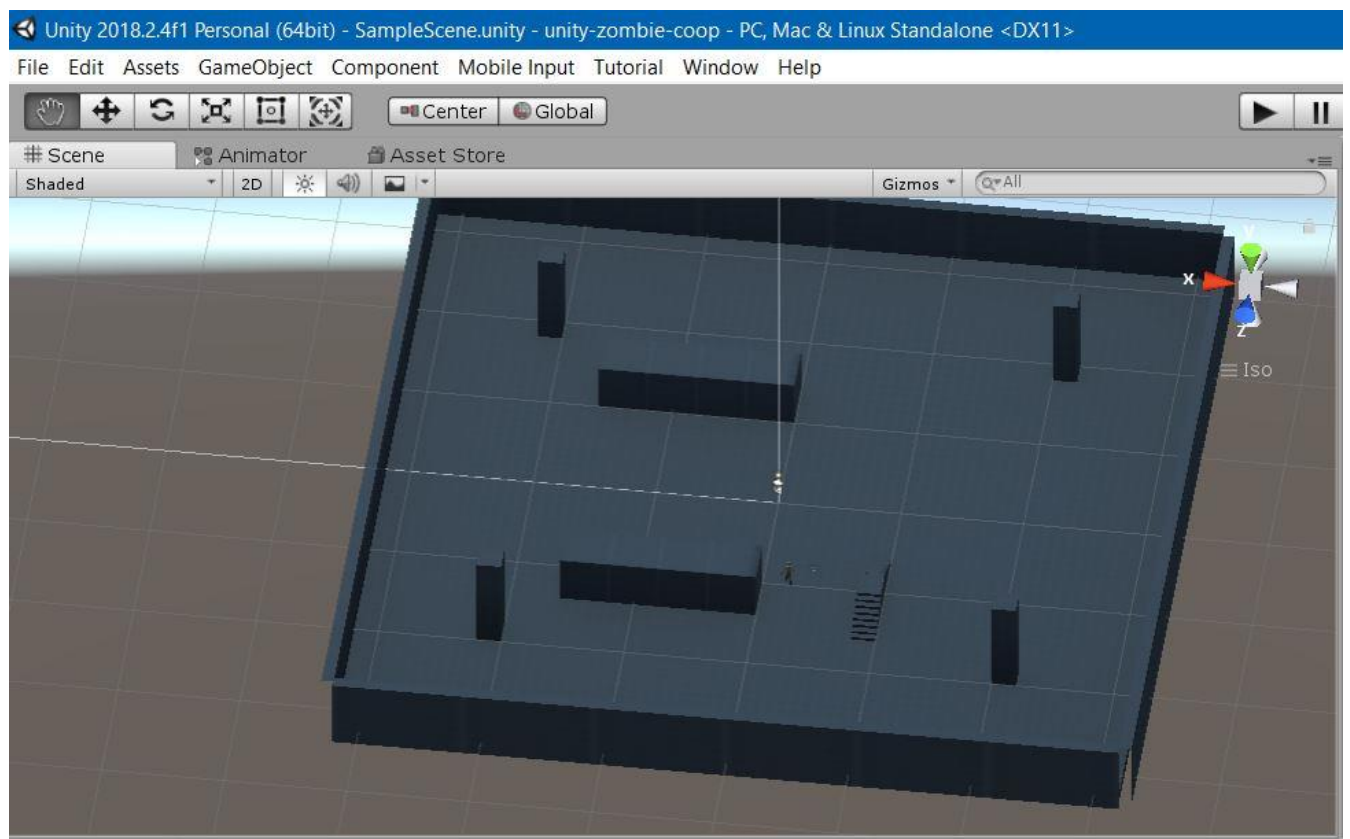 Unity 2018.2.4f1 Personal (64bit) - SampleScene.unity - unity-zombie-coop - PC, Mac & Linux Standalone <DX11>
File Edit Assets GameObject Component Mobile Input Tutorial Window Help
Center Global
Scene Animator Asset Store
Shaded 2D Gizmos All
y
x
z
Iso